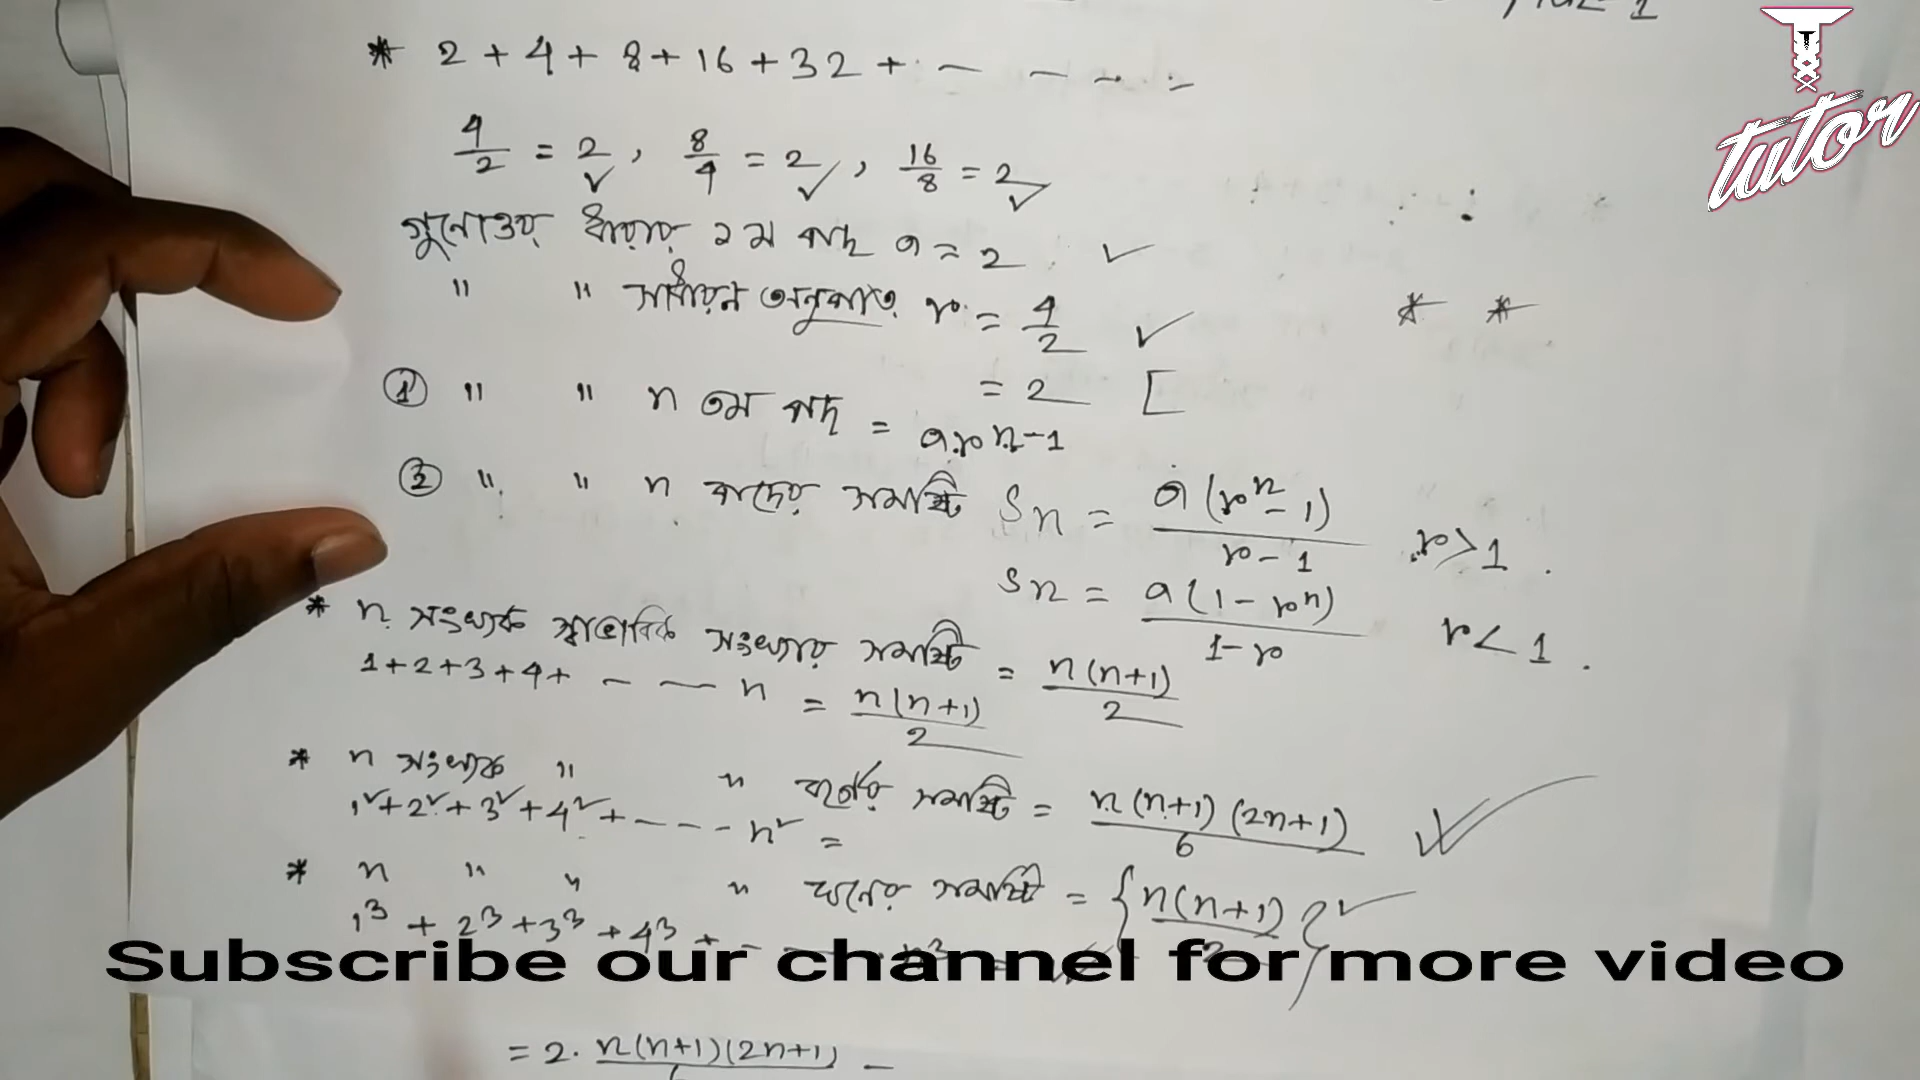 * 2 + 4 + 8 + 16 + 32 + - - - -
4/2 = 2, 8/4 = 2, 16/8 = 2
গুনোত্তর ধারার ১ম পদ a = 2
" " সাধারন অনুপাত r = 4/2
= 2 [
① " " n তম পদ = a.r n-1
② " " n পদের সমষ্টি Sn = a(rⁿ-1)/r-1 r>1.
Sn = a(1-rⁿ)/1-r r<1.
* n সংখ্যক স্বাভাবিক সংখ্যার সমষ্টি = n(n+1)/2
1+2+3+4+ - - n = n(n+1)/2
* n সংখ্যক " " বর্গের সমষ্টি = n(n+1)(2n+1)/6
1²+2²+3²+4²+ - - - n² =
* n " " " ঘনের সমষ্টি = {n(n+1)/2}²
1³ + 2³ + 3³ + 4³ + - - n³
Subscribe our channel for more video
= 2. n(n+1)(2n+1)/6 -
T
tutor